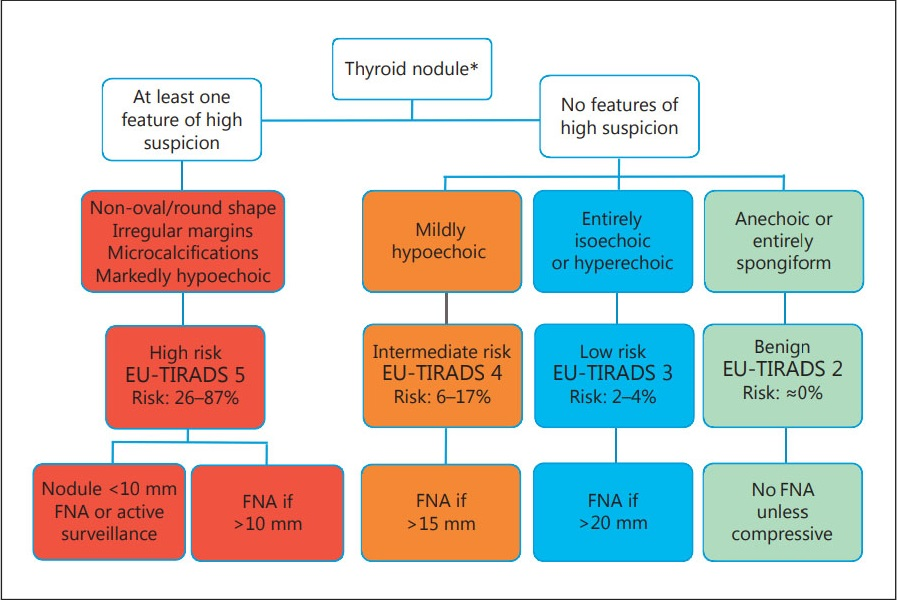 Thyroid nodule*
At least one
feature of high
suspicion
No features of
high suspicion
Non-oval/round shape
Irregular margins
Microcalcifications
Markedly hypoechoic
Mildly
hypoechoic
Entirely
isoechoic
or hyperechoic
Anechoic or
entirely
spongiform
High risk
EU-TIRADS 5
Risk: 26–87%
Intermediate risk
EU-TIRADS 4
Risk: 6–17%
Low risk
EU-TIRADS 3
Risk: 2–4%
Benign
EU-TIRADS 2
Risk: ≈0%
Nodule <10 mm
FNA or active
surveillance
FNA if
>10 mm
FNA if
>15 mm
FNA if
>20 mm
No FNA
unless
compressive